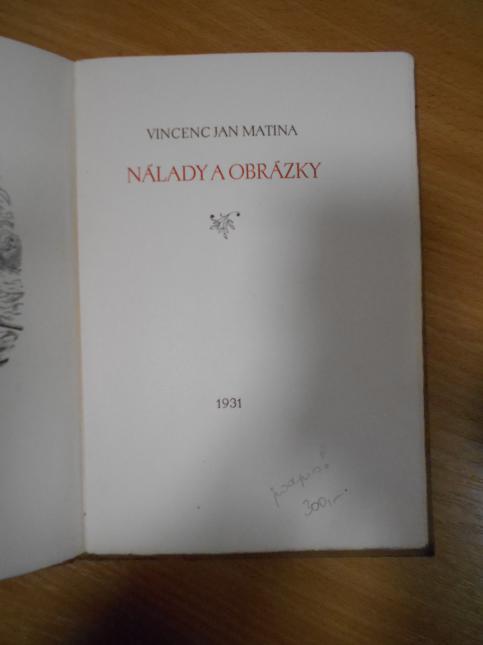 VINCENC JAN MATINA
NÁLADY A OBRÁZKY
1931
300,–